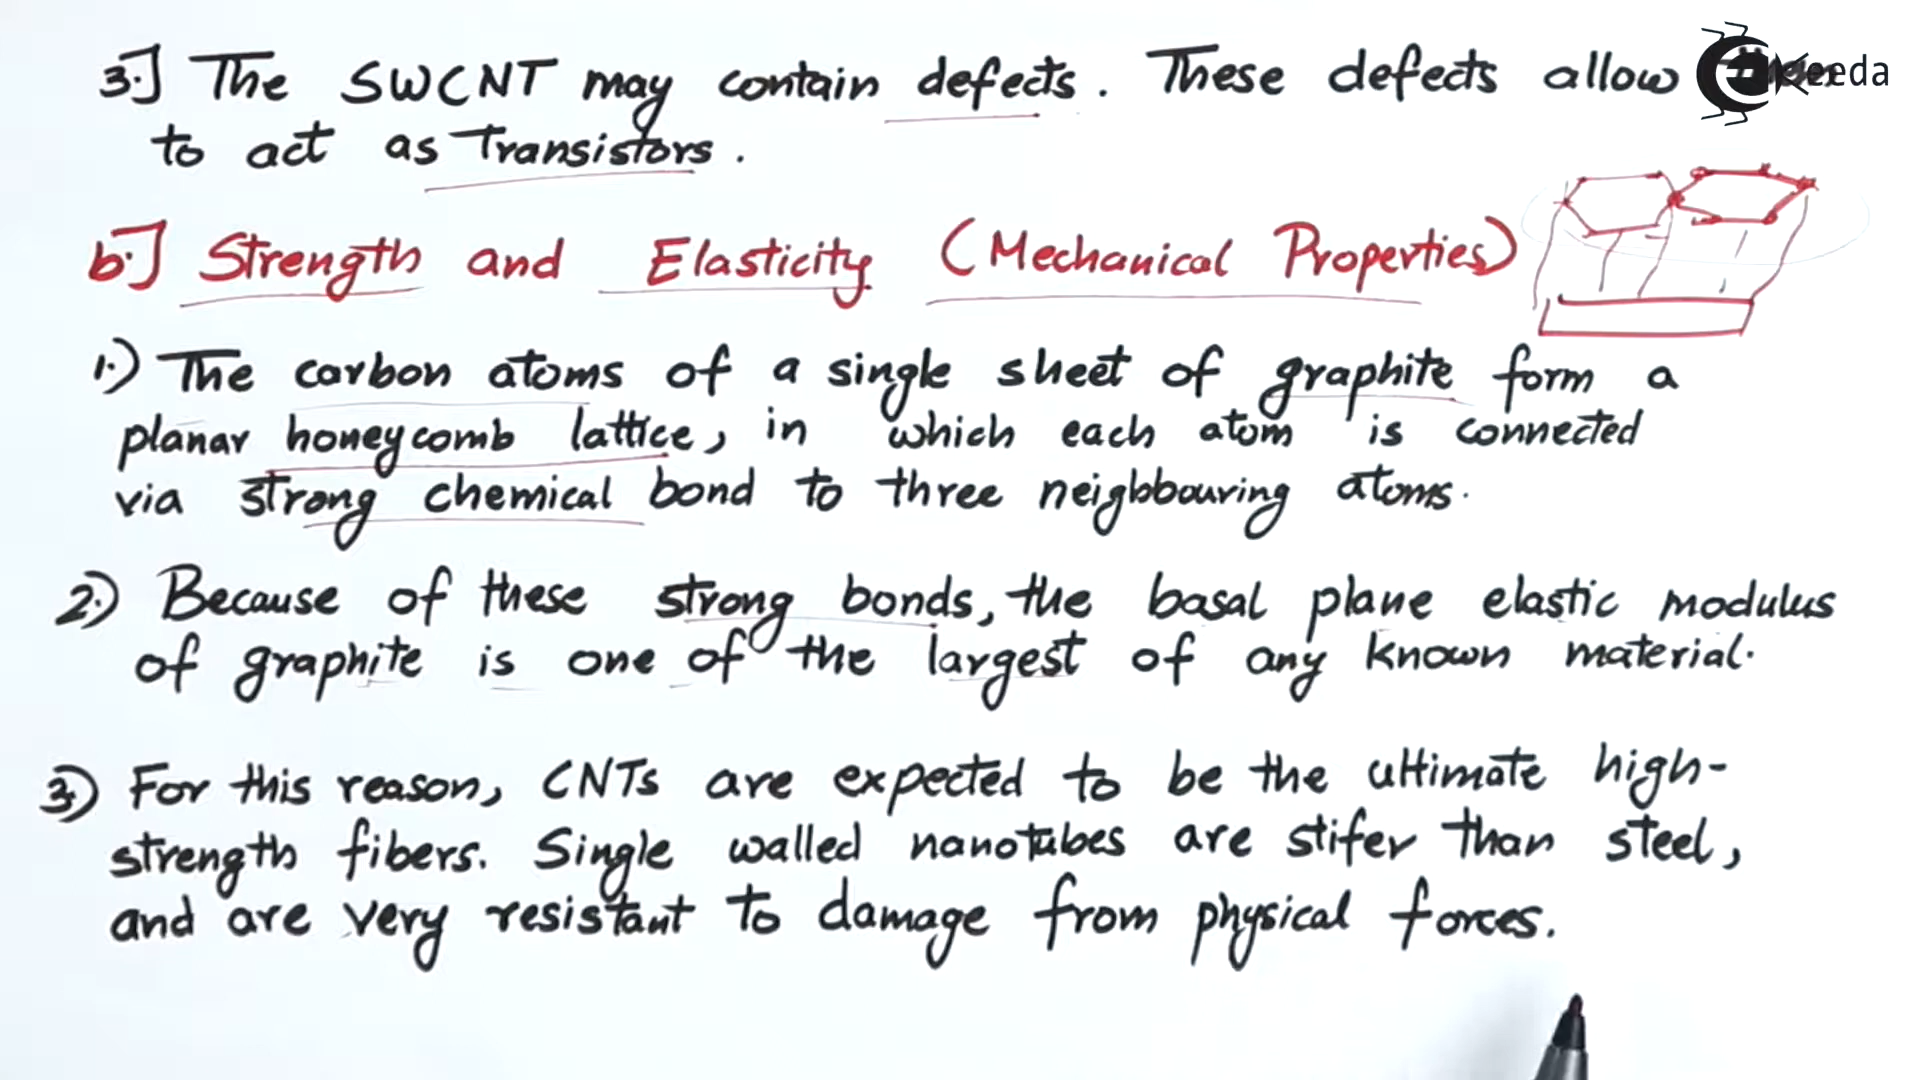 3.] The SWCNT may contain defects. These defects allow
to act as Transistors.
b.] Strength and Elasticity (Mechanical Properties)
1.) The carbon atoms of a single sheet of graphite form a
planar honeycomb lattice, in which each atom is connected
via strong chemical bond to three neighbouring atoms.
2.) Because of these strong bonds, the basal plane elastic modulus
of graphite is one of the largest of any known material.
3.) For this reason, CNTs are expected to be the ultimate high-
strength fibers. Single walled nanotubes are stifer than steel,
and are very resistant to damage from physical forces.